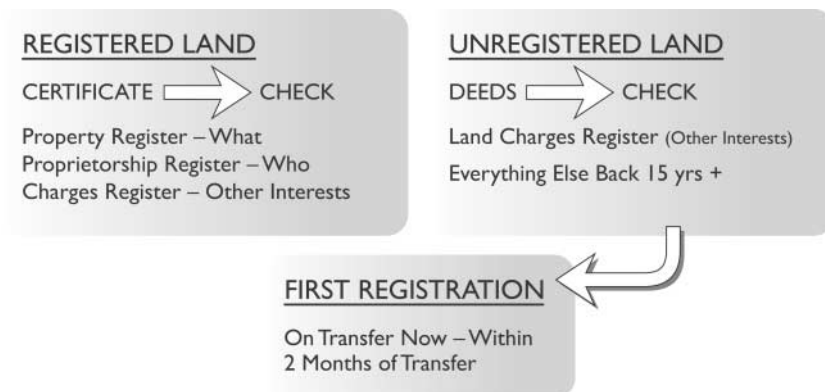 REGISTERED LAND
CERTIFICATE CHECK
Property Register – What
Proprietorship Register – Who
Charges Register – Other Interests
UNREGISTERED LAND
DEEDS CHECK
Land Charges Register (Other Interests)
Everything Else Back 15 yrs +
FIRST REGISTRATION
On Transfer Now – Within
2 Months of Transfer